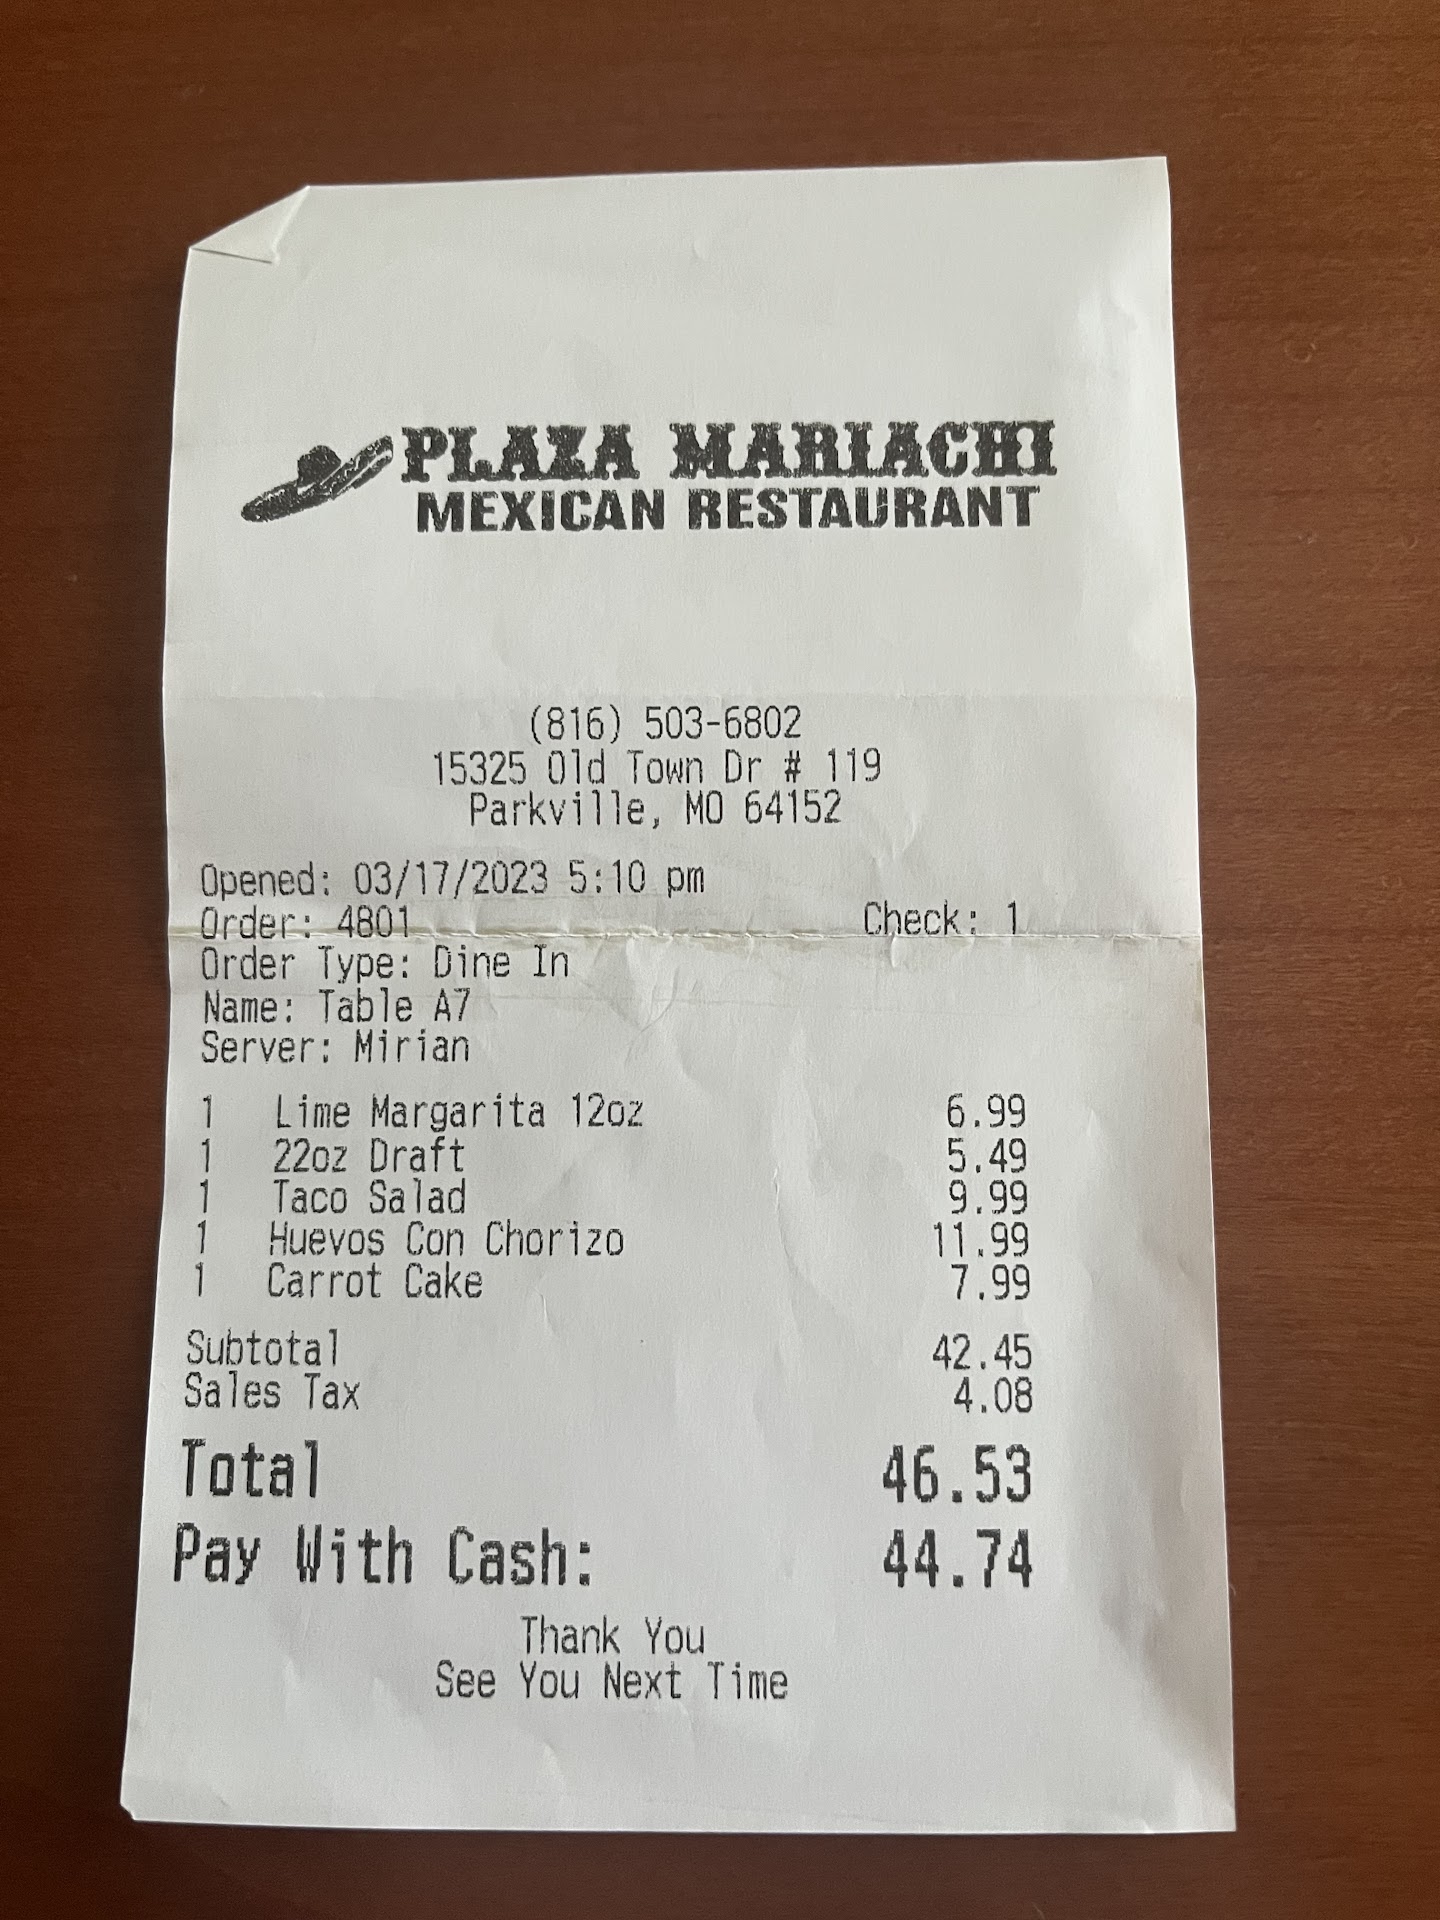 PLAZA MARIACHI
MEXICAN RESTAURANT
(816) 503-6802
15325 Old Town Dr # 119
Parkville, MO 64152
Opened: 03/17/2023 5:10 pm
Order: 4801 Check: 1
Order Type: Dine In
Name: Table A7
Server: Mirian
1 Lime Margarita 12oz 6.99
1 22oz Draft 5.49
1 Taco Salad 9.99
1 Huevos Con Chorizo 11.99
1 Carrot Cake 7.99
Subtotal 42.45
Sales Tax 4.08
Total 46.53
Pay With Cash: 44.74
Thank You
See You Next Time